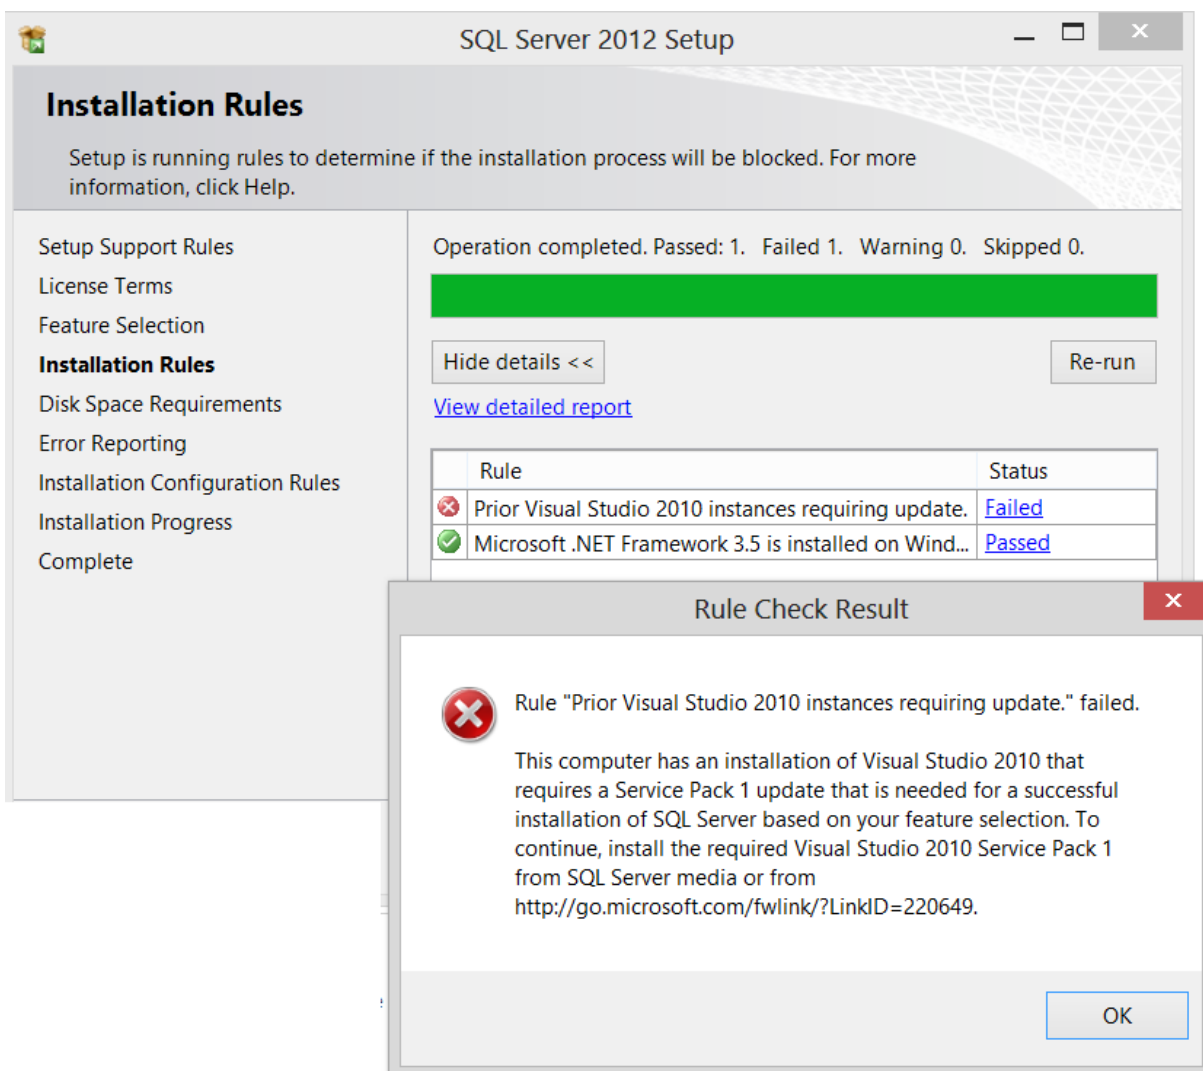 SQL Server 2012 Setup
Installation Rules
Setup is running rules to determine if the installation process will be blocked. For more
information, click Help.
Setup Support Rules
License Terms
Feature Selection
Installation Rules
Disk Space Requirements
Error Reporting
Installation Configuration Rules
Installation Progress
Complete
Operation completed. Passed: 1. Failed 1. Warning 0. Skipped 0.
Hide details <<
Re-run
View detailed report
Rule Status
Prior Visual Studio 2010 instances requiring update. Failed
Microsoft .NET Framework 3.5 is installed on Wind... Passed
Rule Check Result
Rule "Prior Visual Studio 2010 instances requiring update." failed.
This computer has an installation of Visual Studio 2010 that
requires a Service Pack 1 update that is needed for a successful
installation of SQL Server based on your feature selection. To
continue, install the required Visual Studio 2010 Service Pack 1
from SQL Server media or from
http://go.microsoft.com/fwlink/?LinkID=220649.
OK